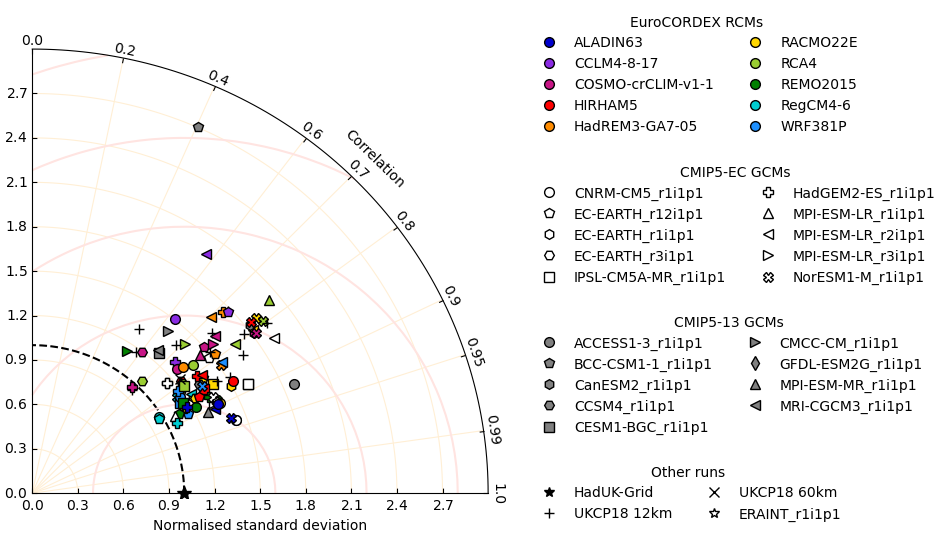 0.0
0.2
0.4
0.6
Correlation
0.7
0.8
0.9
0.95
0.99
1.0
2.7
2.4
2.1
1.8
1.5
1.2
0.9
0.6
0.3
0.0
0.0 0.3 0.6 0.9 1.2 1.5 1.8 2.1 2.4 2.7
Normalised standard deviation
EuroCORDEX RCMs
ALADIN63 RACMO22E
CCLM4-8-17 RCA4
COSMO-crCLIM-v1-1 REMO2015
HIRHAM5 RegCM4-6
HadREM3-GA7-05 WRF381P
CMIP5-EC GCMs
CNRM-CM5_r1i1p1 HadGEM2-ES_r1i1p1
EC-EARTH_r12i1p1 MPI-ESM-LR_r1i1p1
EC-EARTH_r1i1p1 MPI-ESM-LR_r2i1p1
EC-EARTH_r3i1p1 MPI-ESM-LR_r3i1p1
IPSL-CM5A-MR_r1i1p1 NorESM1-M_r1i1p1
CMIP5-13 GCMs
ACCESS1-3_r1i1p1 CMCC-CM_r1i1p1
BCC-CSM1-1_r1i1p1 GFDL-ESM2G_r1i1p1
CanESM2_r1i1p1 MPI-ESM-MR_r1i1p1
CCSM4_r1i1p1 MRI-CGCM3_r1i1p1
CESM1-BGC_r1i1p1
Other runs
HadUK-Grid UKCP18 60km
UKCP18 12km ERAINT_r1i1p1